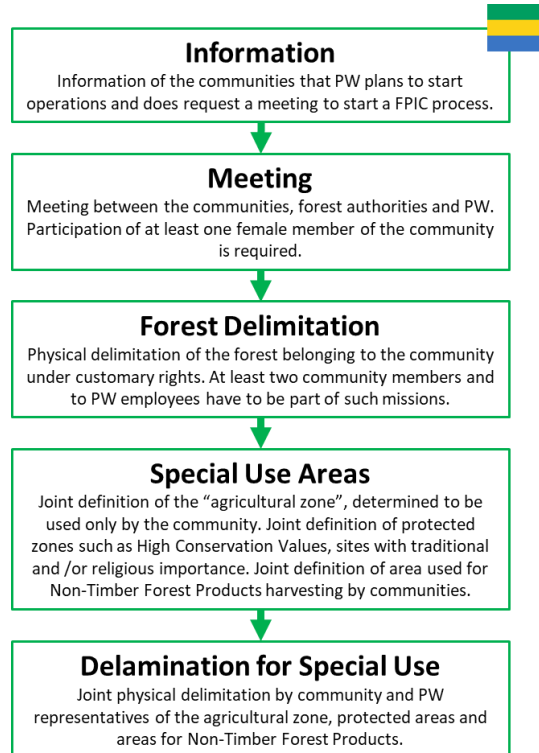 Information
Information of the communities that PW plans to start
operations and does request a meeting to start a FPIC process.
Meeting
Meeting between the communities, forest authorities and PW.
Participation of at least one female member of the community
is required.
Forest Delimitation
Physical delimitation of the forest belonging to the community
under customary rights. At least two community members and
to PW employees have to be part of such missions.
Special Use Areas
Joint definition of the “agricultural zone”, determined to be
used only by the community. Joint definition of protected
zones such as High Conservation Values, sites with traditional
and /or religious importance. Joint definition of area used for
Non-Timber Forest Products harvesting by communities.
Delamination for Special Use
Joint physical delimitation by community and PW
representatives of the agricultural zone, protected areas and
areas for Non-Timber Forest Products.